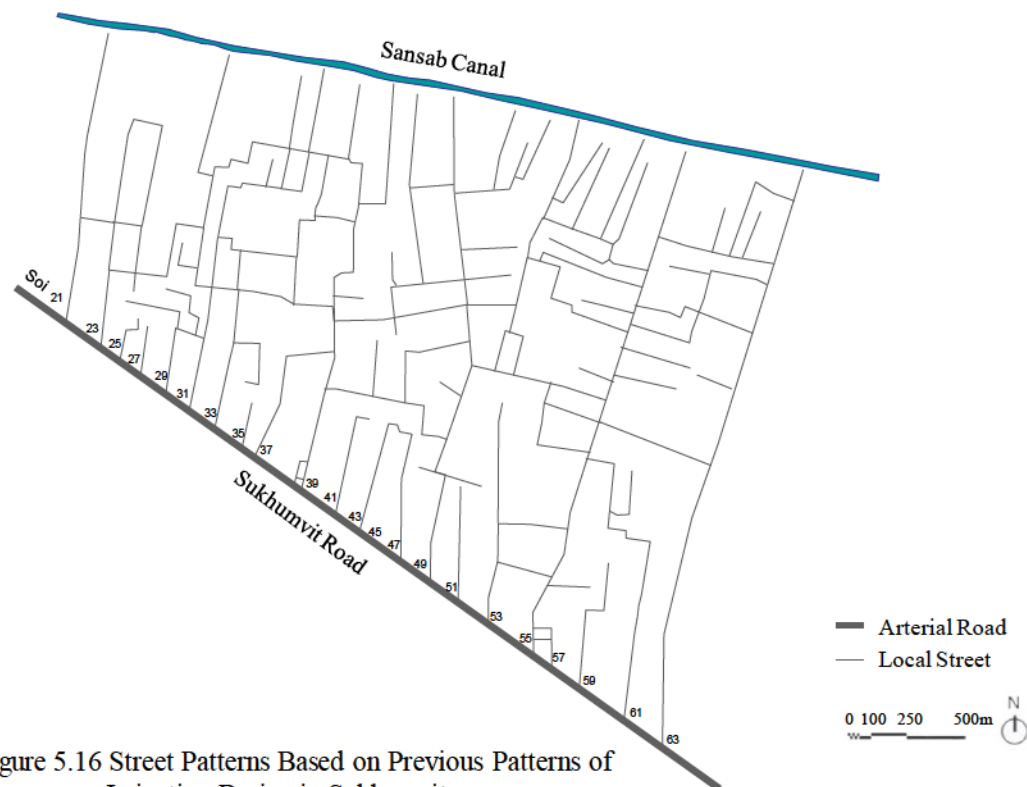 Sansab Canal
Soi
21
23
25
27
29
31
33
35
37
39
41
43
45
47
49
51
53
55
57
59
61
63
Sukhumvit Road
Arterial Road
Local Street
N
0 100 250 500m
gure 5.16 Street Patterns Based on Previous Patterns of